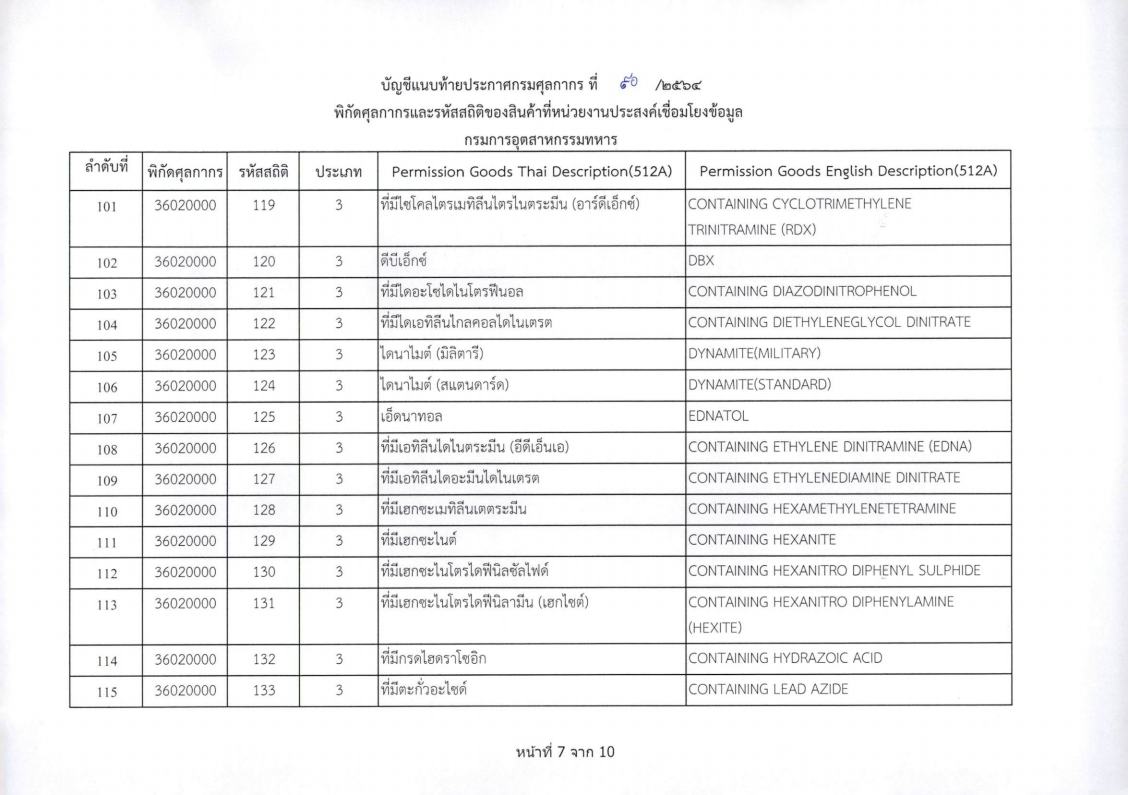 บัญชีแนบท้ายประกาศกรมศุลกากร ที่ /๒๕๖๔
พิกัดศุลกากรและรหัสสถิติของสินค้าที่หน่วยงานประสงค์เชื่อมโยงข้อมูล
กรมการอุตสาหกรรมทหาร
ลำดับที่ พิกัดศุลกากร รหัสสถิติ ประเภท Permission Goods Thai Description(512A) Permission Goods English Description(512A)
101 36020000 119 3 ที่มีไซโคลไตรเมทิลีนไตรไนตระมีน (อาร์ดีเอ็กซ์) CONTAINING CYCLOTRIMETHYLENE
TRINITRAMINE (RDX)
102 36020000 120 3 ดีบีเอ็กซ์ DBX
103 36020000 121 3 ที่มีไดอะโซไดไนโตรฟีนอล CONTAINING DIAZODINITROPHENOL
104 36020000 122 3 ที่มีไดเอทิลีนไกลคอลไดไนเตรต CONTAINING DIETHYLENEGLYCOL DINITRATE
105 36020000 123 3 ไดนาไมต์ (มิลิตารี) DYNAMITE(MILITARY)
106 36020000 124 3 ไดนาไมต์ (สแตนดาร์ด) DYNAMITE(STANDARD)
107 36020000 125 3 เอ็ดนาทอล EDNATOL
108 36020000 126 3 ที่มีเอทิลีนไดไนตระมีน (อีดีเอ็นเอ) CONTAINING ETHYLENE DINITRAMINE (EDNA)
109 36020000 127 3 ที่มีเอทิลีนไดอะมีนไดไนเตรต CONTAINING ETHYLENEDIAMINE DINITRATE
110 36020000 128 3 ที่มีเฮกซะเมทิลีนเตตระมีน CONTAINING HEXAMETHYLENETETRAMINE
111 36020000 129 3 ที่มีเฮกซะไนต์ CONTAINING HEXANITE
112 36020000 130 3 ที่มีเฮกซะไนโตรไดฟีนิลซัลไฟด์ CONTAINING HEXANITRO DIPHENYL SULPHIDE
113 36020000 131 3 ที่มีเฮกซะไนโตรไดฟีนิลามีน (เฮกไซต์) CONTAINING HEXANITRO DIPHENYLAMINE
(HEXITE)
114 36020000 132 3 ที่มีกรดไฮดราโซอิก CONTAINING HYDRAZOIC ACID
115 36020000 133 3 ที่มีตะกั่วอะไซด์ CONTAINING LEAD AZIDE
หน้าที่ 7 จาก 10